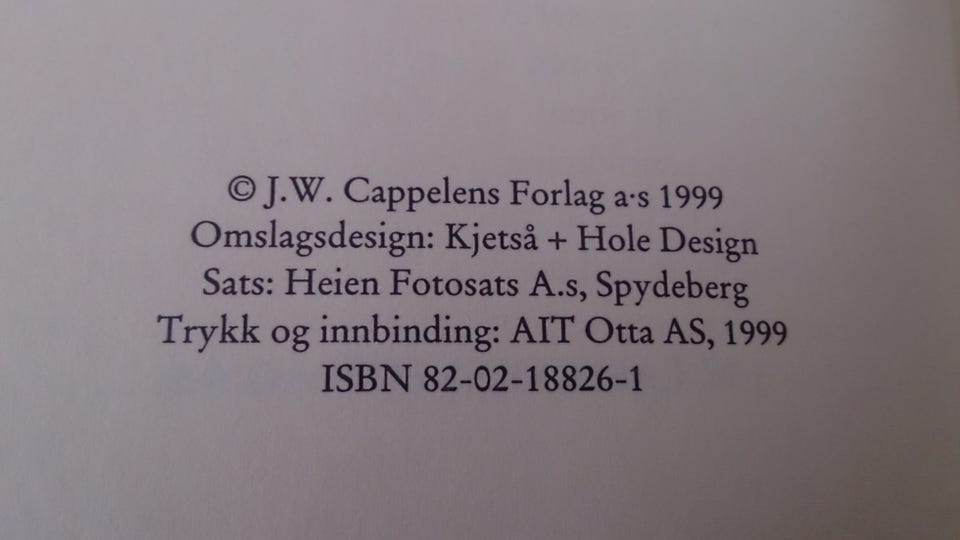 © J.W. Cappelens Forlag a·s 1999
Omslagsdesign: Kjetså + Hole Design
Sats: Heien Fotosats A.s, Spydeberg
Trykk og innbinding: AIT Otta AS, 1999
ISBN 82-02-18826-1